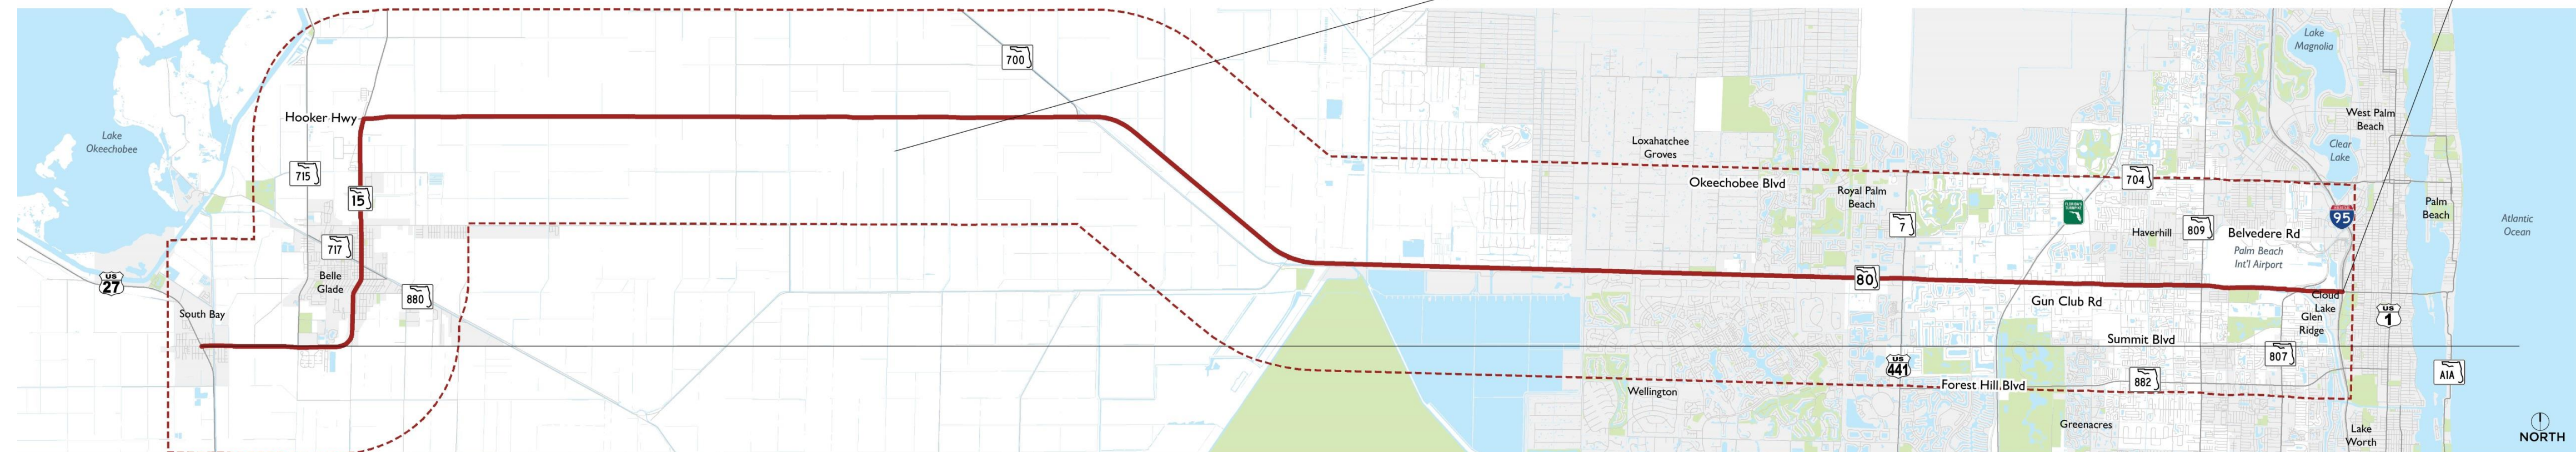 Lake
Okeechobee
US
27
South Bay
Hooker Hwy
715
15
717
Belle
Glade
880
700
Loxahatchee
Groves
Okeechobee Blvd
Royal Palm
Beach
7
80
US
441
Wellington
Forest Hill Blvd
Gun Club Rd
Summit Blvd
882
Greenacres
Lake
Magnolia
West Palm
Beach
Clear
Lake
704
95
Haverhill
809
Belvedere Rd
Palm Beach
Int'l Airport
Cloud
Lake
Glen
Ridge
807
US
1
Palm
Beach
Atlantic
Ocean
A1A
Lake
Worth
NORTH